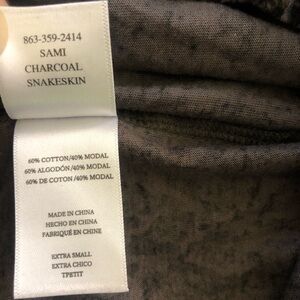 863-359-2414
SAMI
CHARCOAL
SNAKESKIN
60% COTTON/40% MODAL
60% ALGODÓN/40% MODAL
60% DE COTON/40% MODAL
MADE IN CHINA
HECHO EN CHINA
FABRIQUÉ EN CHINE
EXTRA SMALL
EXTRA CHICO
TPETIT